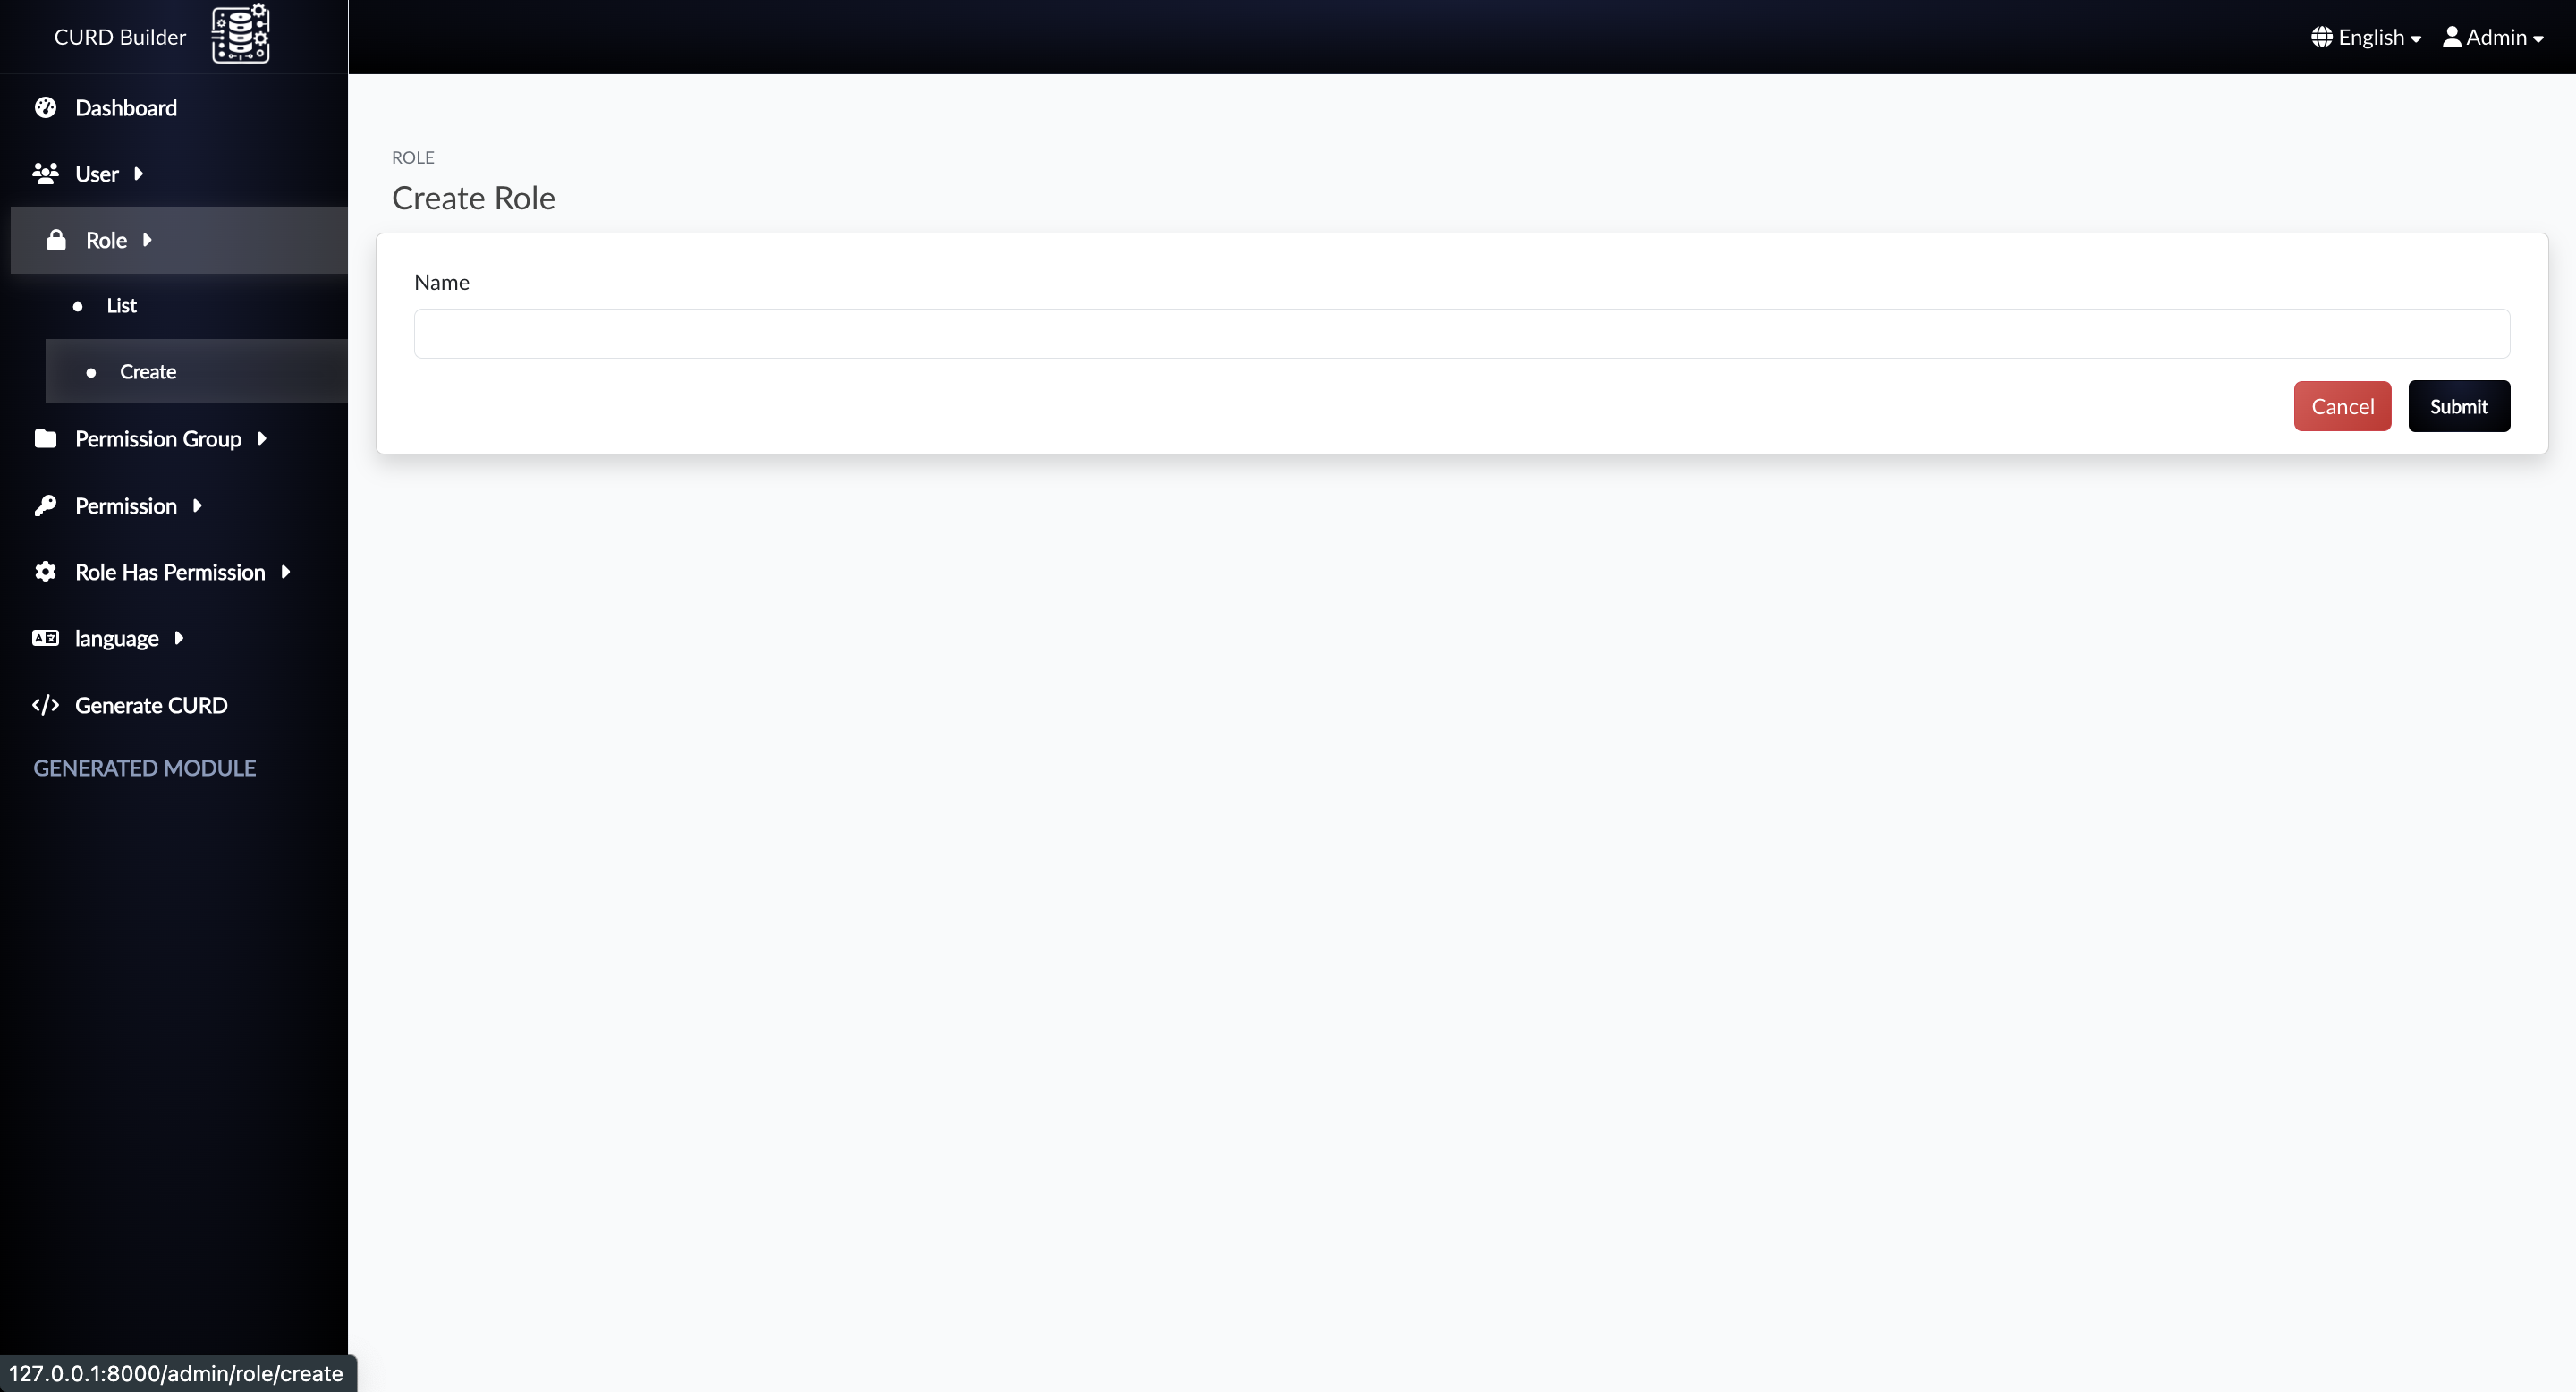 CURD Builder
English
Admin
Dashboard
User
Role
List
Create
Permission Group
Permission
Role Has Permission
language
Generate CURD
GENERATED MODULE
ROLE
Create Role
Name
Cancel
Submit
127.0.0.1:8000/admin/role/create